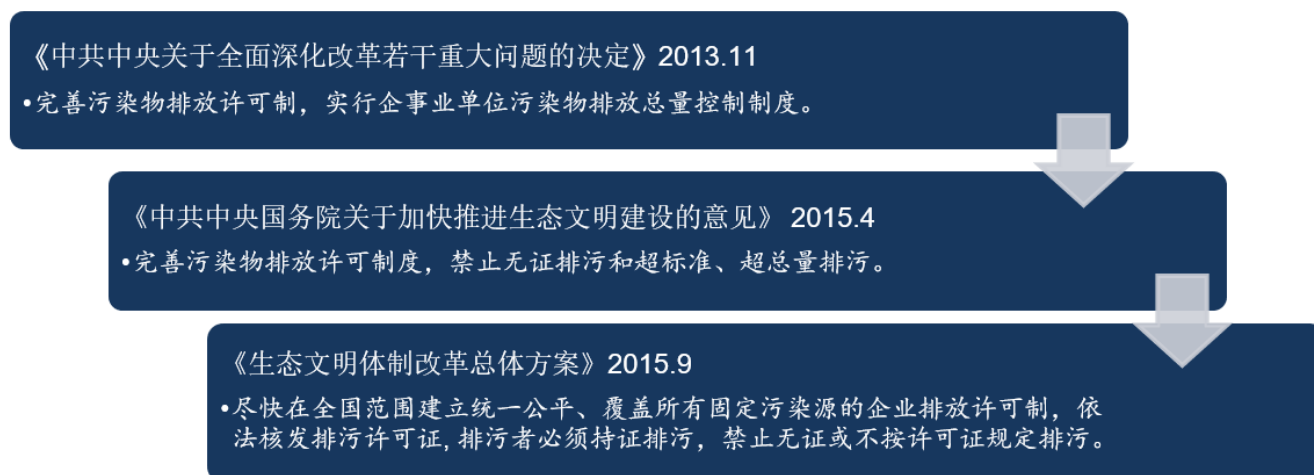 《中共中央关于全面深化改革若干重大问题的决定》2013.11
•完善污染物排放许可制，实行企事业单位污染物排放总量控制制度。
《中共中央国务院关于加快推进生态文明建设的意见》 2015.4
•完善污染物排放许可制度，禁止无证排污和超标准、超总量排污。
《生态文明体制改革总体方案》2015.9
•尽快在全国范围建立统一公平、覆盖所有固定污染源的企业排放许可制，依
法核发排污许可证,排污者必须持证排污，禁止无证或不按许可证规定排污。